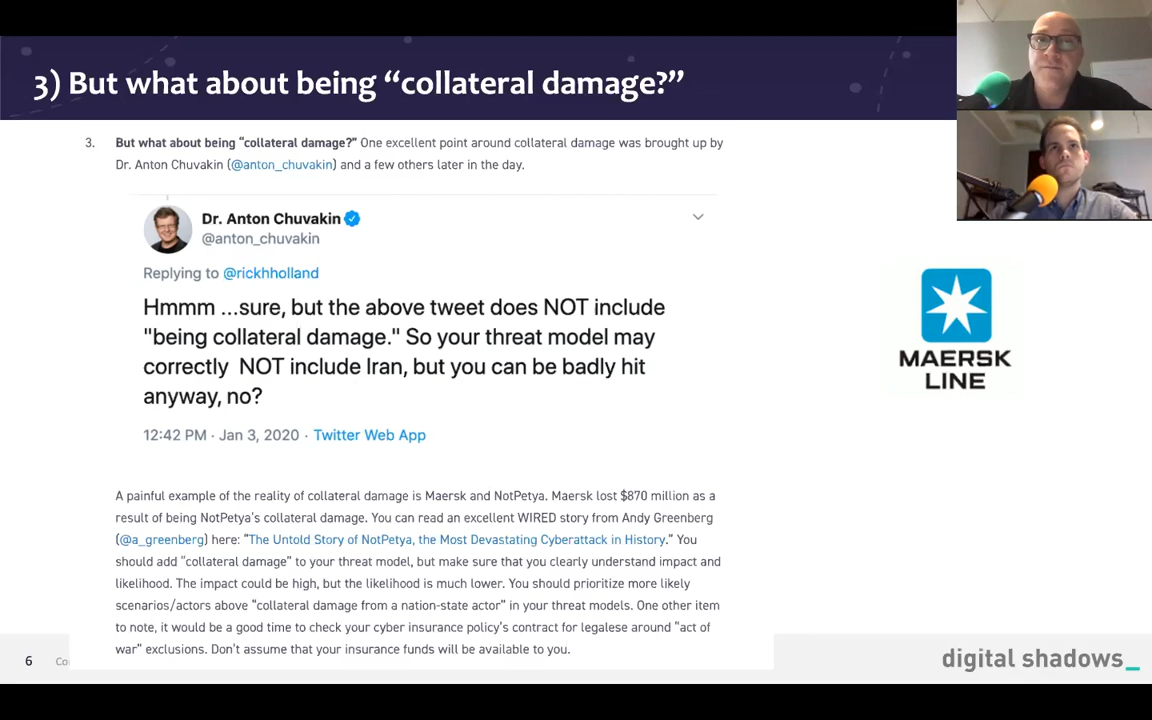 3) But what about being “collateral damage?”
3. But what about being “collateral damage?” One excellent point around collateral damage was brought up by
Dr. Anton Chuvakin (@anton_chuvakin) and a few others later in the day.
Dr. Anton Chuvakin
@anton_chuvakin
Replying to @rickhholland
Hmmm ...sure, but the above tweet does NOT include
"being collateral damage." So your threat model may
correctly NOT include Iran, but you can be badly hit
anyway, no?
12:42 PM · Jan 3, 2020 · Twitter Web App
MAERSK
LINE
A painful example of the reality of collateral damage is Maersk and NotPetya. Maersk lost $870 million as a
result of being NotPetya’s collateral damage. You can read an excellent WIRED story from Andy Greenberg
(@a_greenberg) here: “The Untold Story of NotPetya, the Most Devastating Cyberattack in History.” You
should add “collateral damage” to your threat model, but make sure that you clearly understand impact and
likelihood. The impact could be high, but the likelihood is much lower. You should prioritize more likely
scenarios/actors above “collateral damage from a nation-state actor” in your threat models. One other item
to note, it would be a good time to check your cyber insurance policy’s contract for legalese around “act of
war” exclusions. Don’t assume that your insurance funds will be available to you.
6
digital shadows_